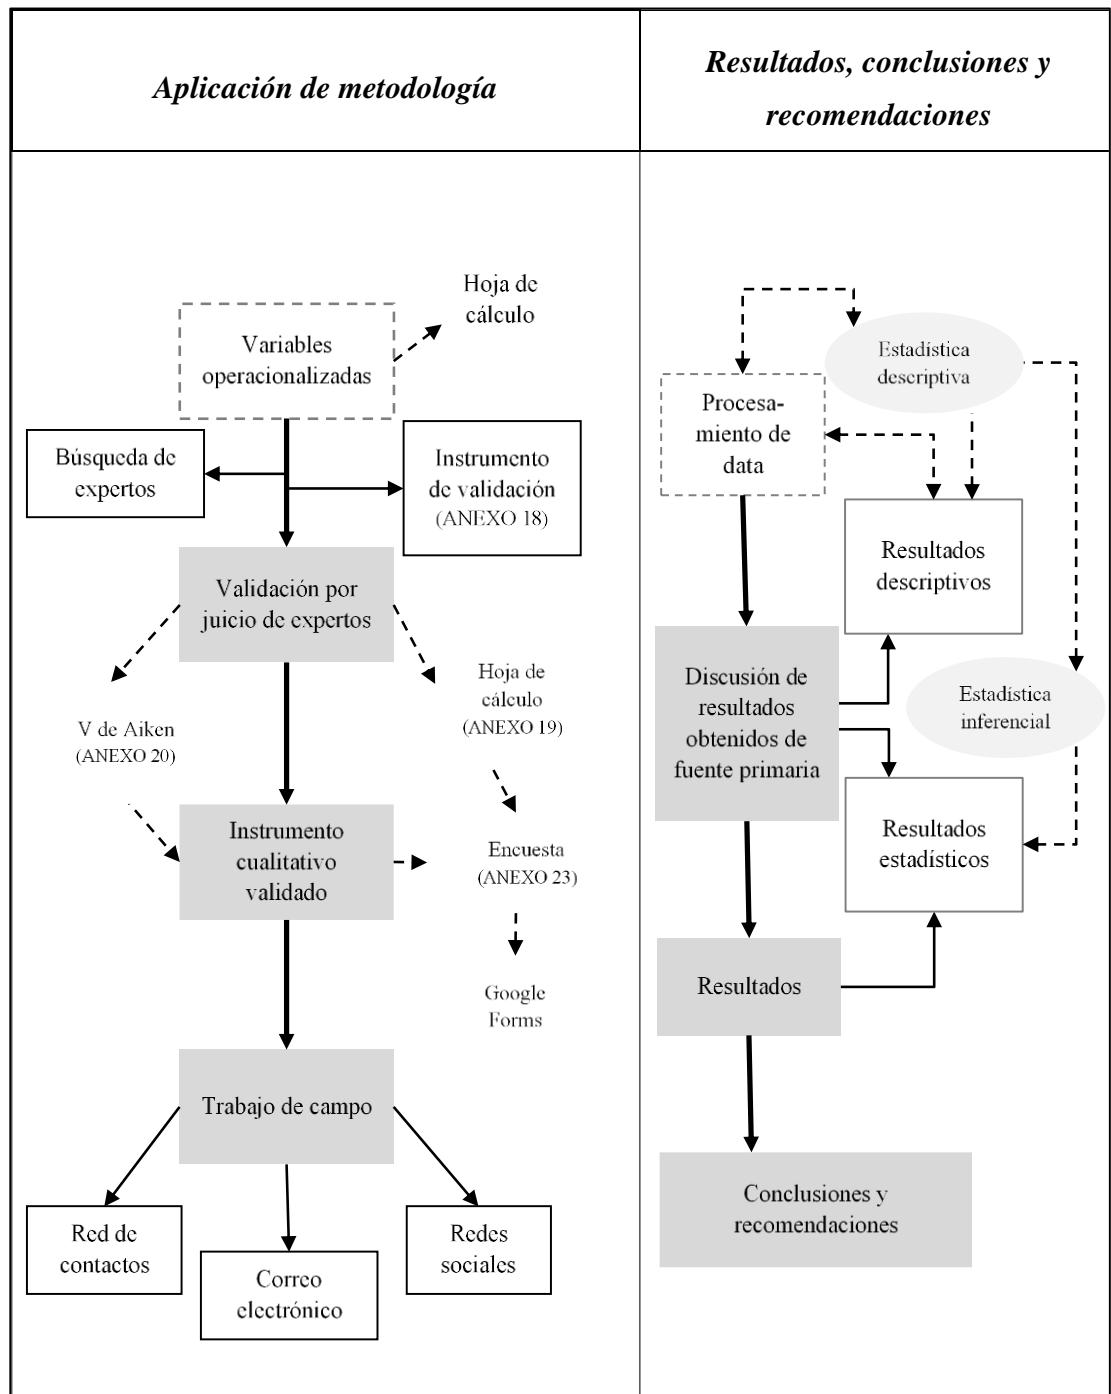 Aplicación de metodología
Resultados, conclusiones y
recomendaciones
Hoja de
cálculo
Variables
operacionalizadas
Búsqueda de
expertos
Instrumento
de validación
(ANEXO 18)
Validación por
juicio de expertos
V de Aiken
(ANEXO 20)
Hoja de
cálculo
(ANEXO 19)
Instrumento
cualitativo
validado
Encuesta
(ANEXO 23)
Google
Forms
Trabajo de campo
Red de
contactos
Correo
electrónico
Redes
sociales
Estadística
descriptiva
Procesa-
miento de
data
Resultados
descriptivos
Discusión de
resultados
obtenidos de
fuente primaria
Estadística
inferencial
Resultados
estadísticos
Resultados
Conclusiones y
recomendaciones